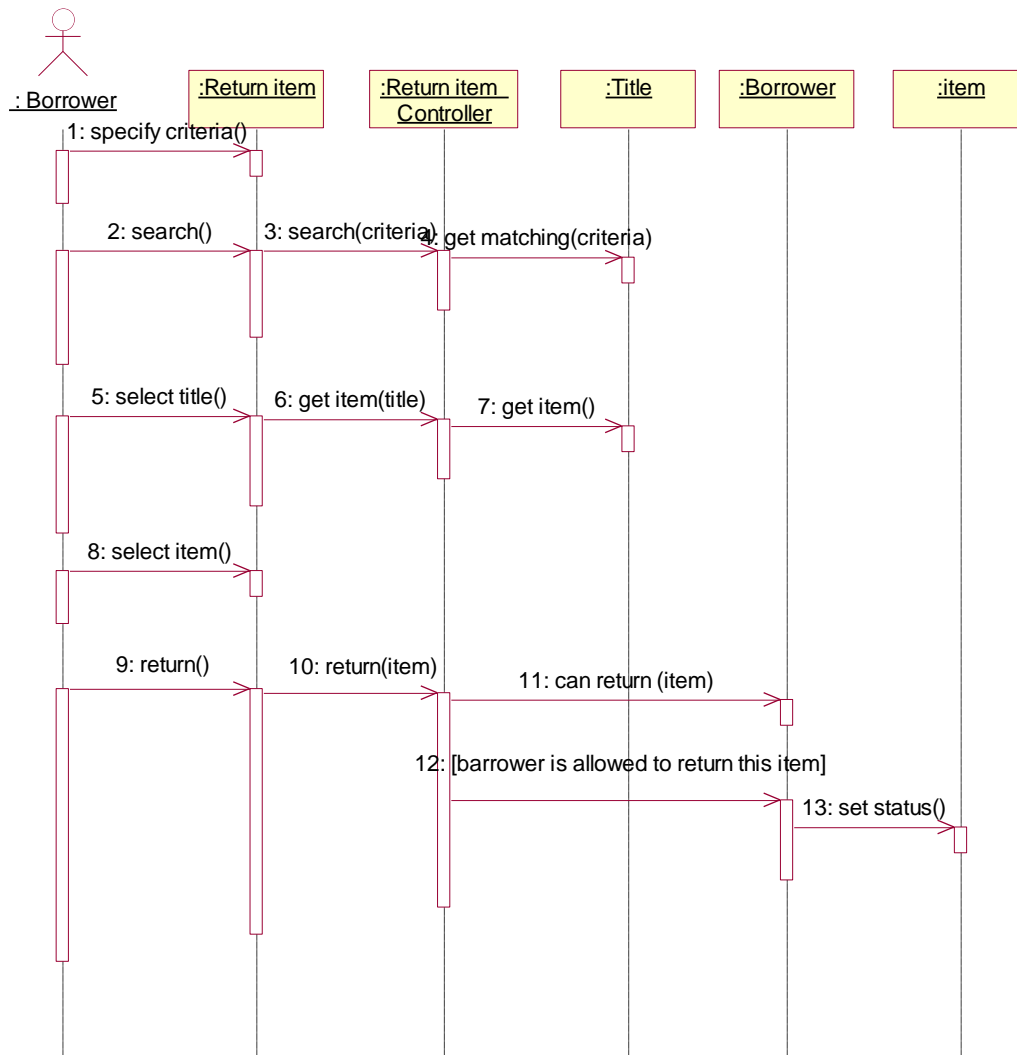 : Borrower
:Return item
:Return item
Controller
:Title
:Borrower
:item
1: specify criteria()
2: search()
3: search(criteria)
4: get matching(criteria)
5: select title()
6: get item(title)
7: get item()
8: select item()
9: return()
10: return(item)
11: can return (item)
12: [barrower is allowed to return this item]
13: set status()